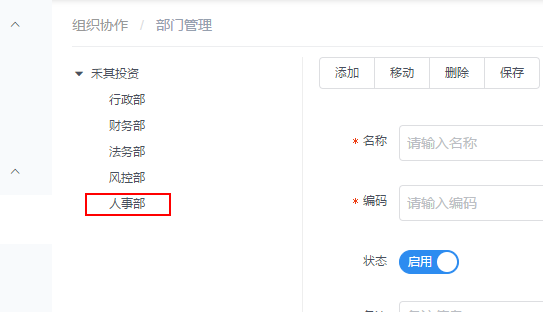 组织协作 / 部门管理
禾其投资
行政部
财务部
法务部
风控部
人事部
添加 移动 删除 保存
* 名称 请输入名称
* 编码 请输入编码
状态 启用